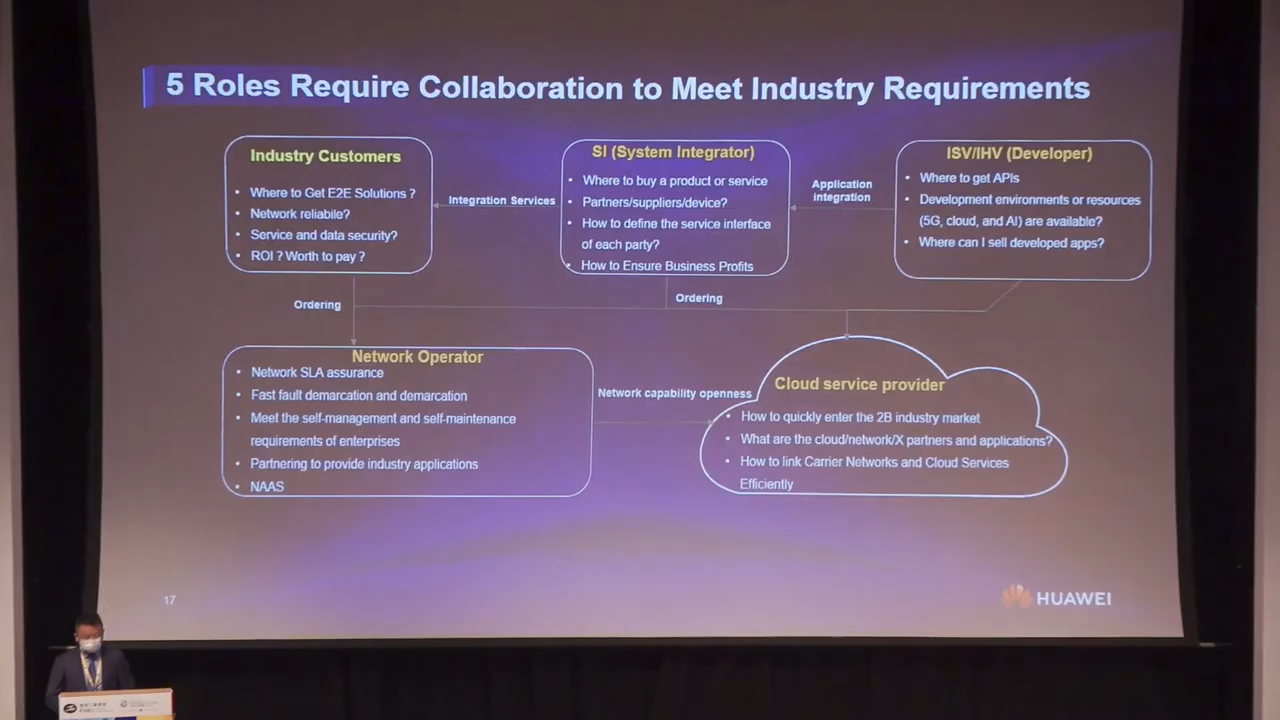 5 Roles Require Collaboration to Meet Industry Requirements
Industry Customers
• Where to Get E2E Solutions ?
• Network reliabile?
• Service and data security?
• ROI ? Worth to pay ?
Integration Services
SI (System Integrator)
• Where to buy a product or service
• Partners/suppliers/device?
• How to define the service interface
of each party?
• How to Ensure Business Profits
Application
integration
ISV/IHV (Developer)
• Where to get APIs
• Development environments or resources
(5G, cloud, and AI) are available?
• Where can I sell developed apps?
Ordering
Ordering
Network Operator
• Network SLA assurance
• Fast fault demarcation and demarcation
• Meet the self-management and self-maintenance
requirements of enterprises
• Partnering to provide industry applications
• NAAS
Network capability openness
Cloud service provider
• How to quickly enter the 2B industry market
• What are the cloud/network/X partners and applications?
• How to link Carrier Networks and Cloud Services
Efficiently
17
HUAWEI